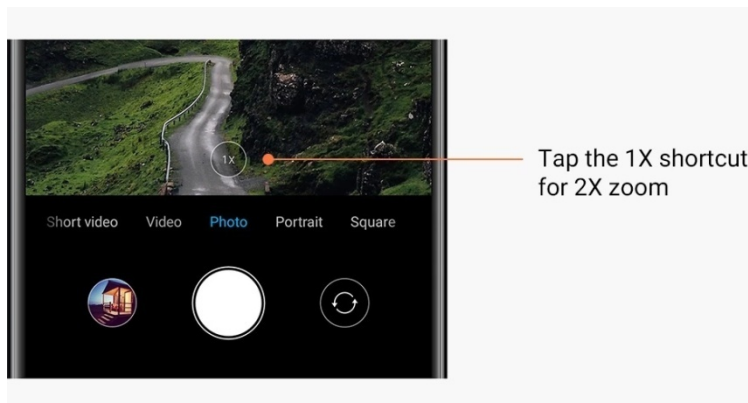 1X
Tap the 1X shortcut
for 2X zoom
Short video Video Photo Portrait Square